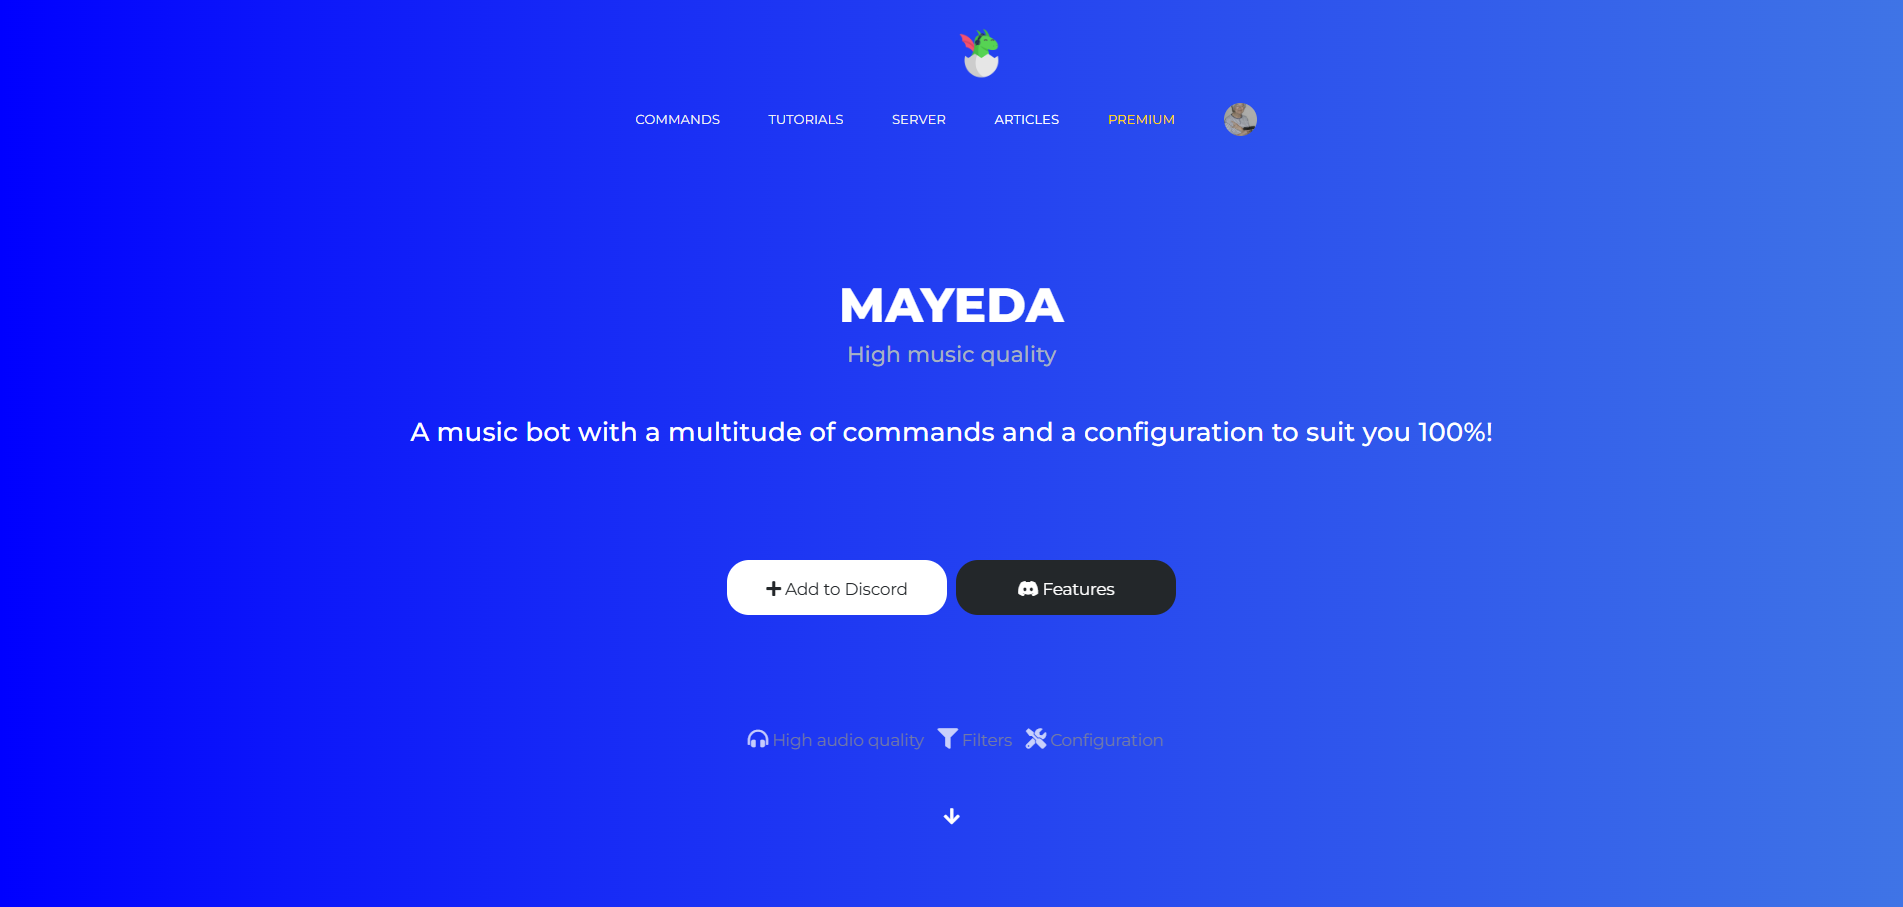 COMMANDS TUTORIALS SERVER ARTICLES PREMIUM
MAYEDA
High music quality
A music bot with a multitude of commands and a configuration to suit you 100%!
Add to Discord Features
High audio quality Filters Configuration